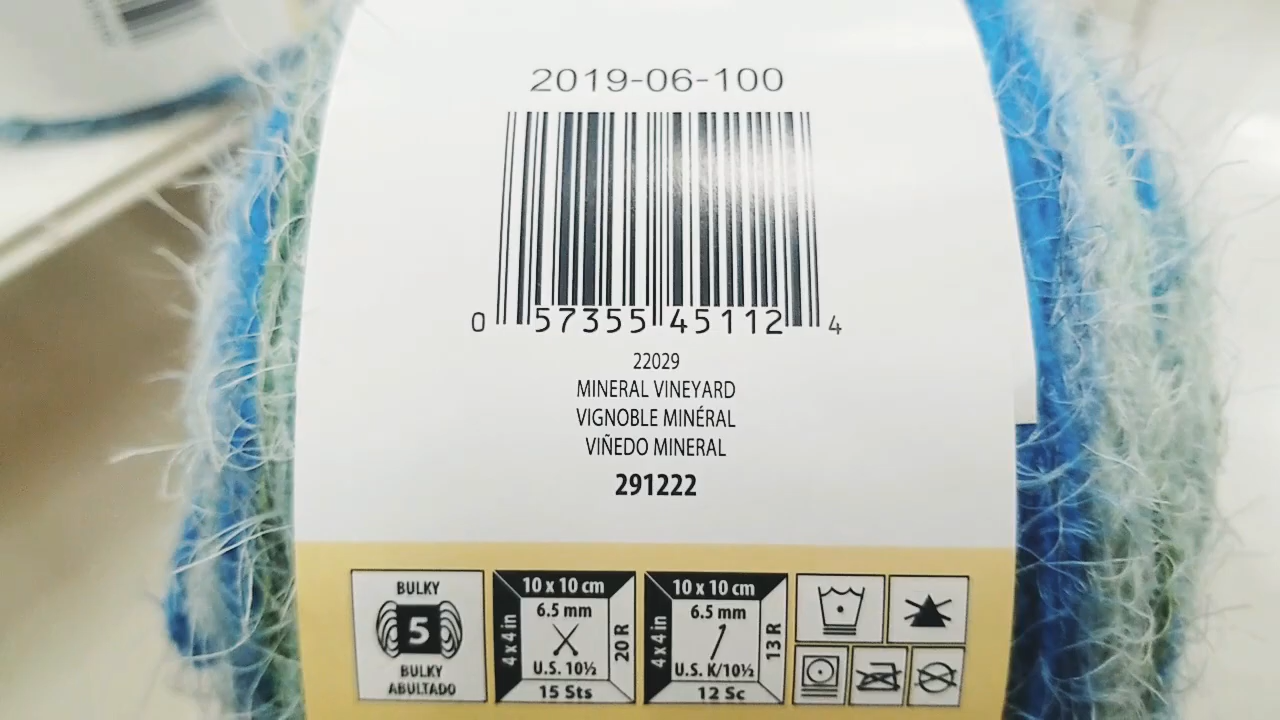 2019-06-100
0 57355 45112 4
22029
MINERAL VINEYARD
VIGNOBLE MINÉRAL
VIÑEDO MINERAL
291222
BULKY
5
BULKY
ABULTADO
10 x 10 cm
4 x 4 in
6.5 mm
U.S. 10½
20 R
15 Sts
10 x 10 cm
4 x 4 in
6.5 mm
U.S. K/10½
13 R
12 Sc